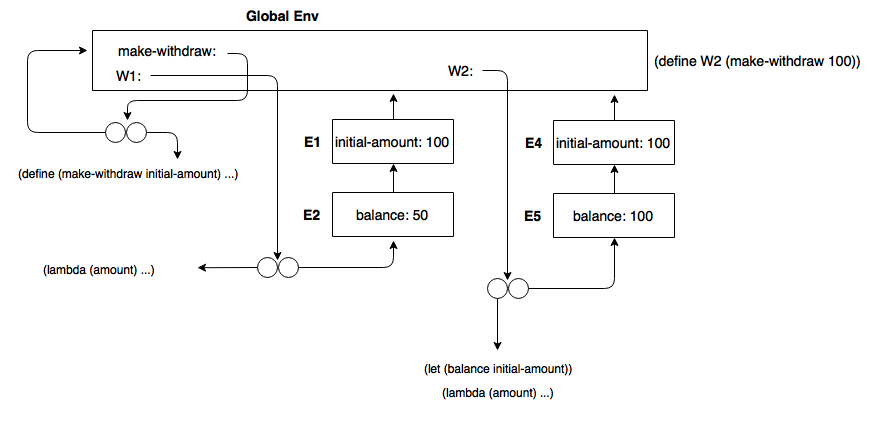 Global Env
make-withdraw:
W1:
W2:
(define W2 (make-withdraw 100))
E1
initial-amount: 100
E4
initial-amount: 100
(define (make-withdraw initial-amount) ...)
E2
balance: 50
E5
balance: 100
(lambda (amount) ...)
(let (balance initial-amount))
(lambda (amount) ...)